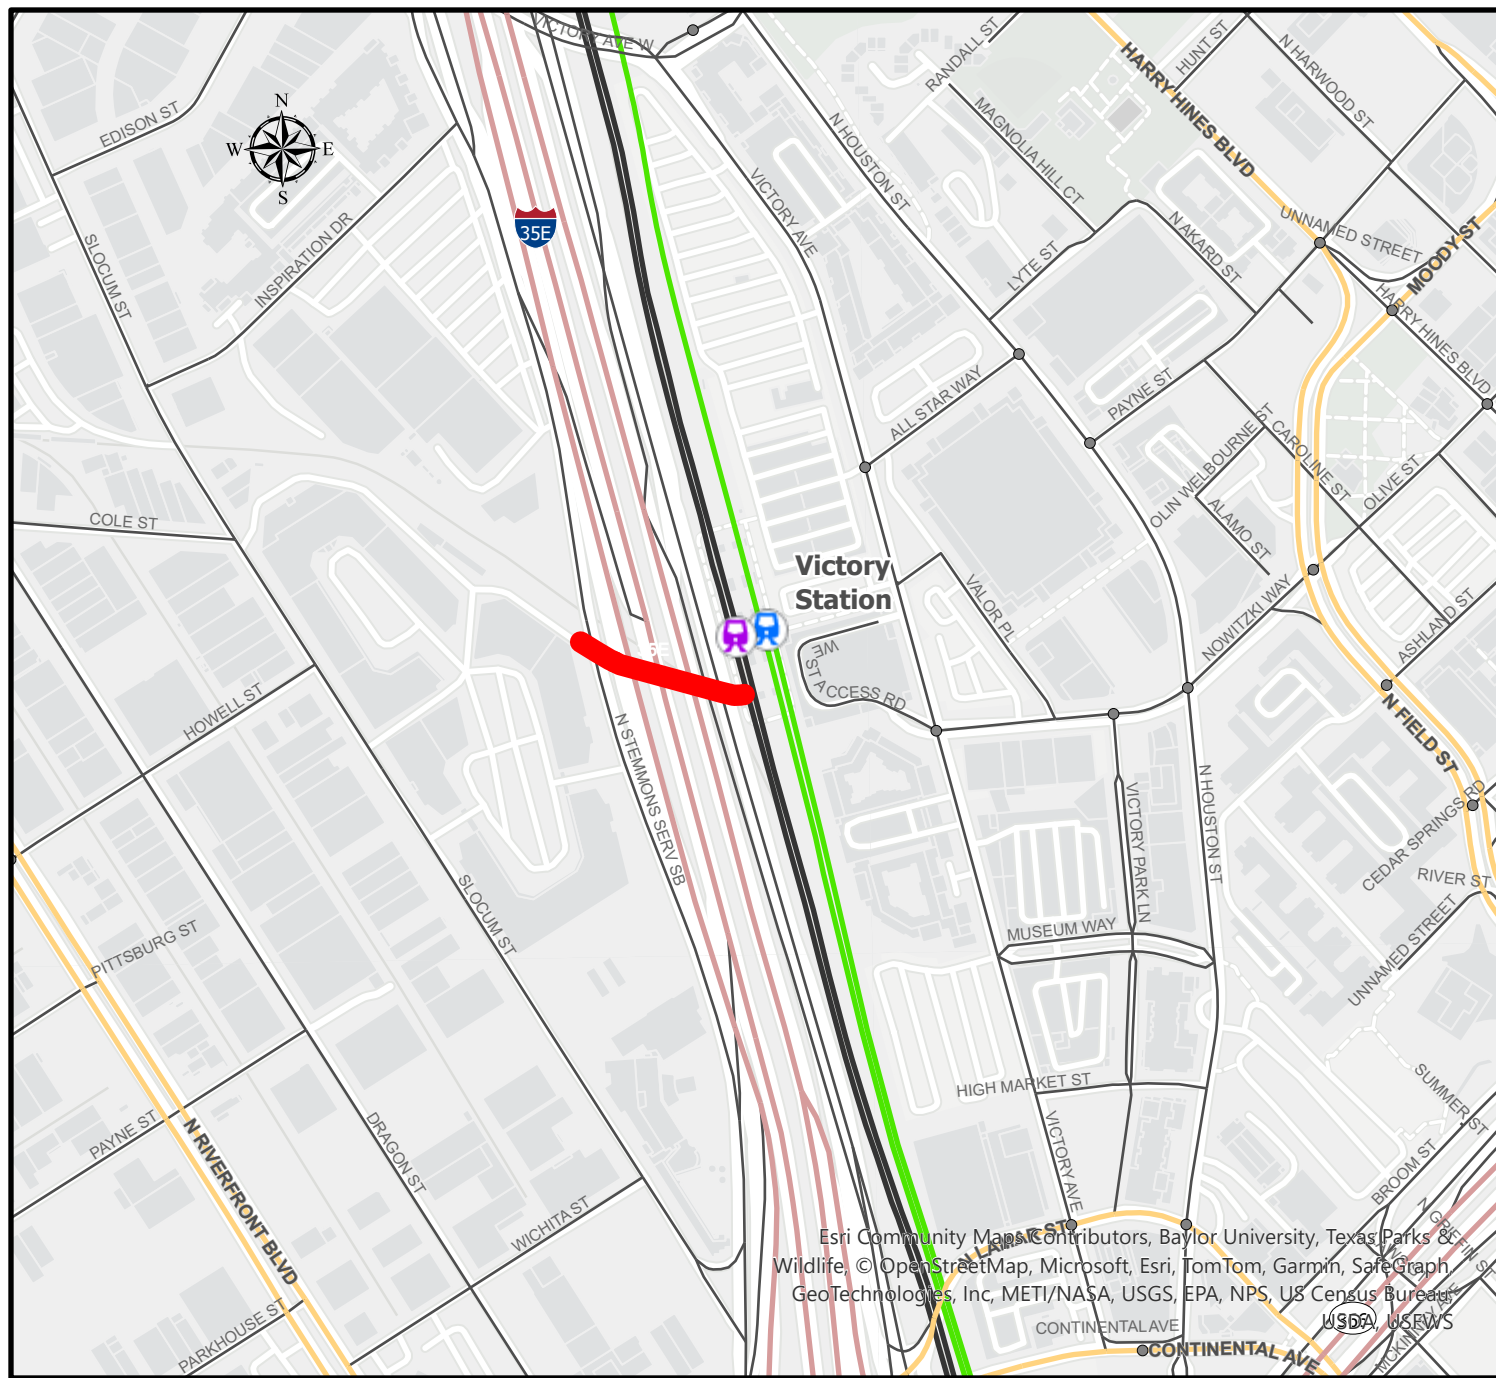 VICTORY AVE W
RANDALL ST
HUNT ST
N HARWOOD ST
HARRY HINES BLVD
EDISON ST
N
W
E
S
MAGNOLIA HILL CT
N HOUSTON ST
VICTORY AVE
UNNAMED STREET
MOODY ST
35E
SLOCUM ST
INSPIRATION DR
LYTE ST
N AKARD ST
HARRY HINES BLVD
ALL STAR WAY
PAYNE ST
OLIN WELBOURNE ST
CAROLINE ST
OLIVE ST
COLE ST
ALAMO ST
Victory
Station
VALOR PL
NOWITZKI WAY
ASHLAND ST
35E
WEST ACCESS RD
HOWELL ST
N STEMMONS SERV SB
N FIELD ST
N HOUSTON ST
VICTORY PARK LN
CEDAR SPRINGS RD
RIVER ST
SLOCUM ST
MUSEUM WAY
PITTSBURG ST
UNNAMED STREET
HIGH MARKET ST
SUMMER ST
PAYNE ST
DRAGON ST
VICTORY AVE
BROOM ST
N RIVERFRONT BLVD
WICHITA ST
N GRIFFIN ST
N LAMAR ST
Esri Community Maps Contributors, Baylor University, Texas Parks &
Wildlife, © OpenStreetMap, Microsoft, Esri, TomTom, Garmin, SafeGraph,
GeoTechnologies, Inc, METI/NASA, USGS, EPA, NPS, US Census Bureau,
USDA, USFWS
CONTINENTAL AVE
CONTINENTAL AVE
MCKINNEY AVE
PARKHOUSE ST